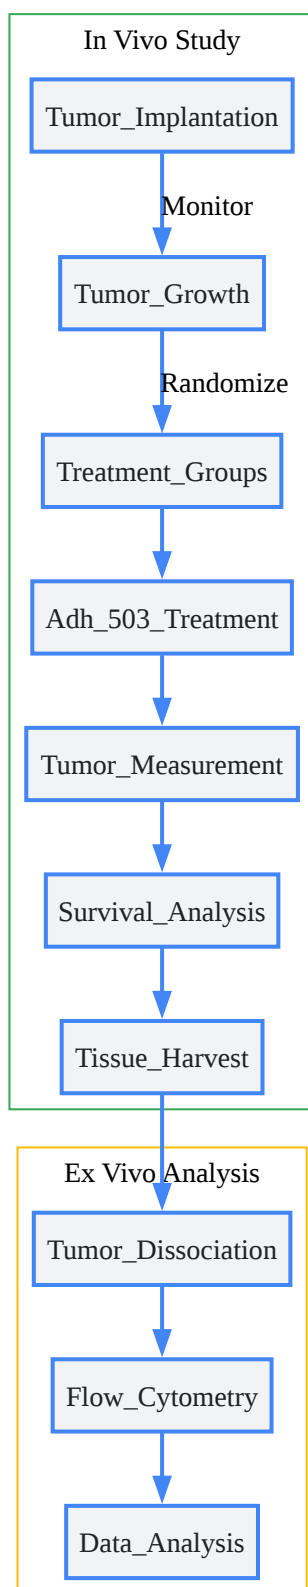 In Vivo Study
Tumor_Implantation
Monitor
Tumor_Growth
Randomize
Treatment_Groups
Adh_503_Treatment
Tumor_Measurement
Survival_Analysis
Tissue_Harvest
Ex Vivo Analysis
Tumor_Dissociation
Flow_Cytometry
Data_Analysis